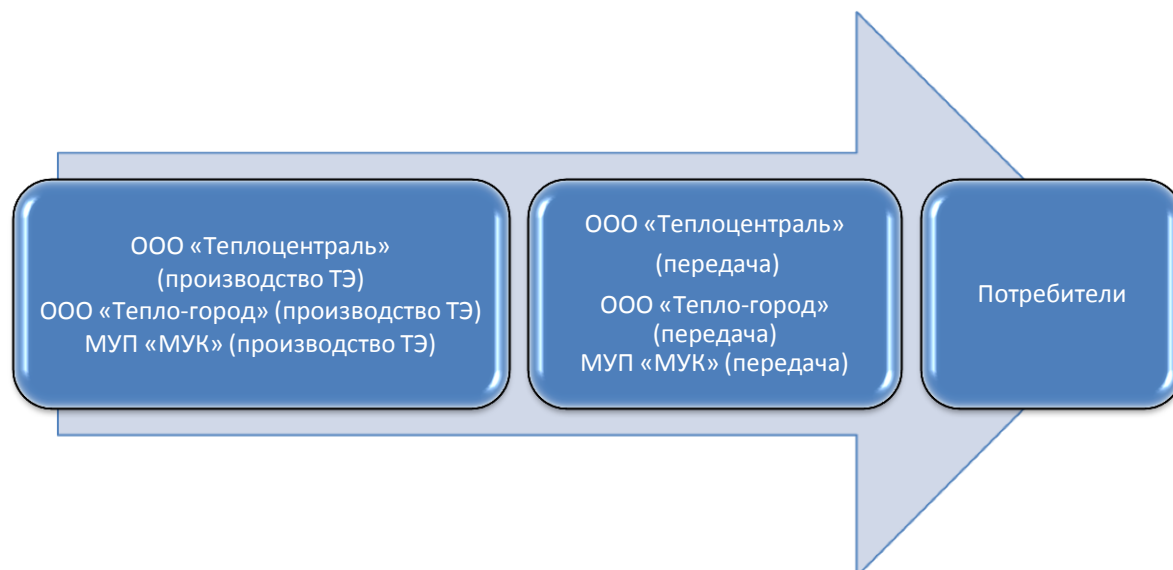 ООО «Теплоцентраль»
(производство ТЭ)
ООО «Тепло-город» (производство ТЭ)
МУП «МУК» (производство ТЭ)
ООО «Теплоцентраль»
(передача)
ООО «Тепло-город»
(передача)
МУП «МУК» (передача)
Потребители